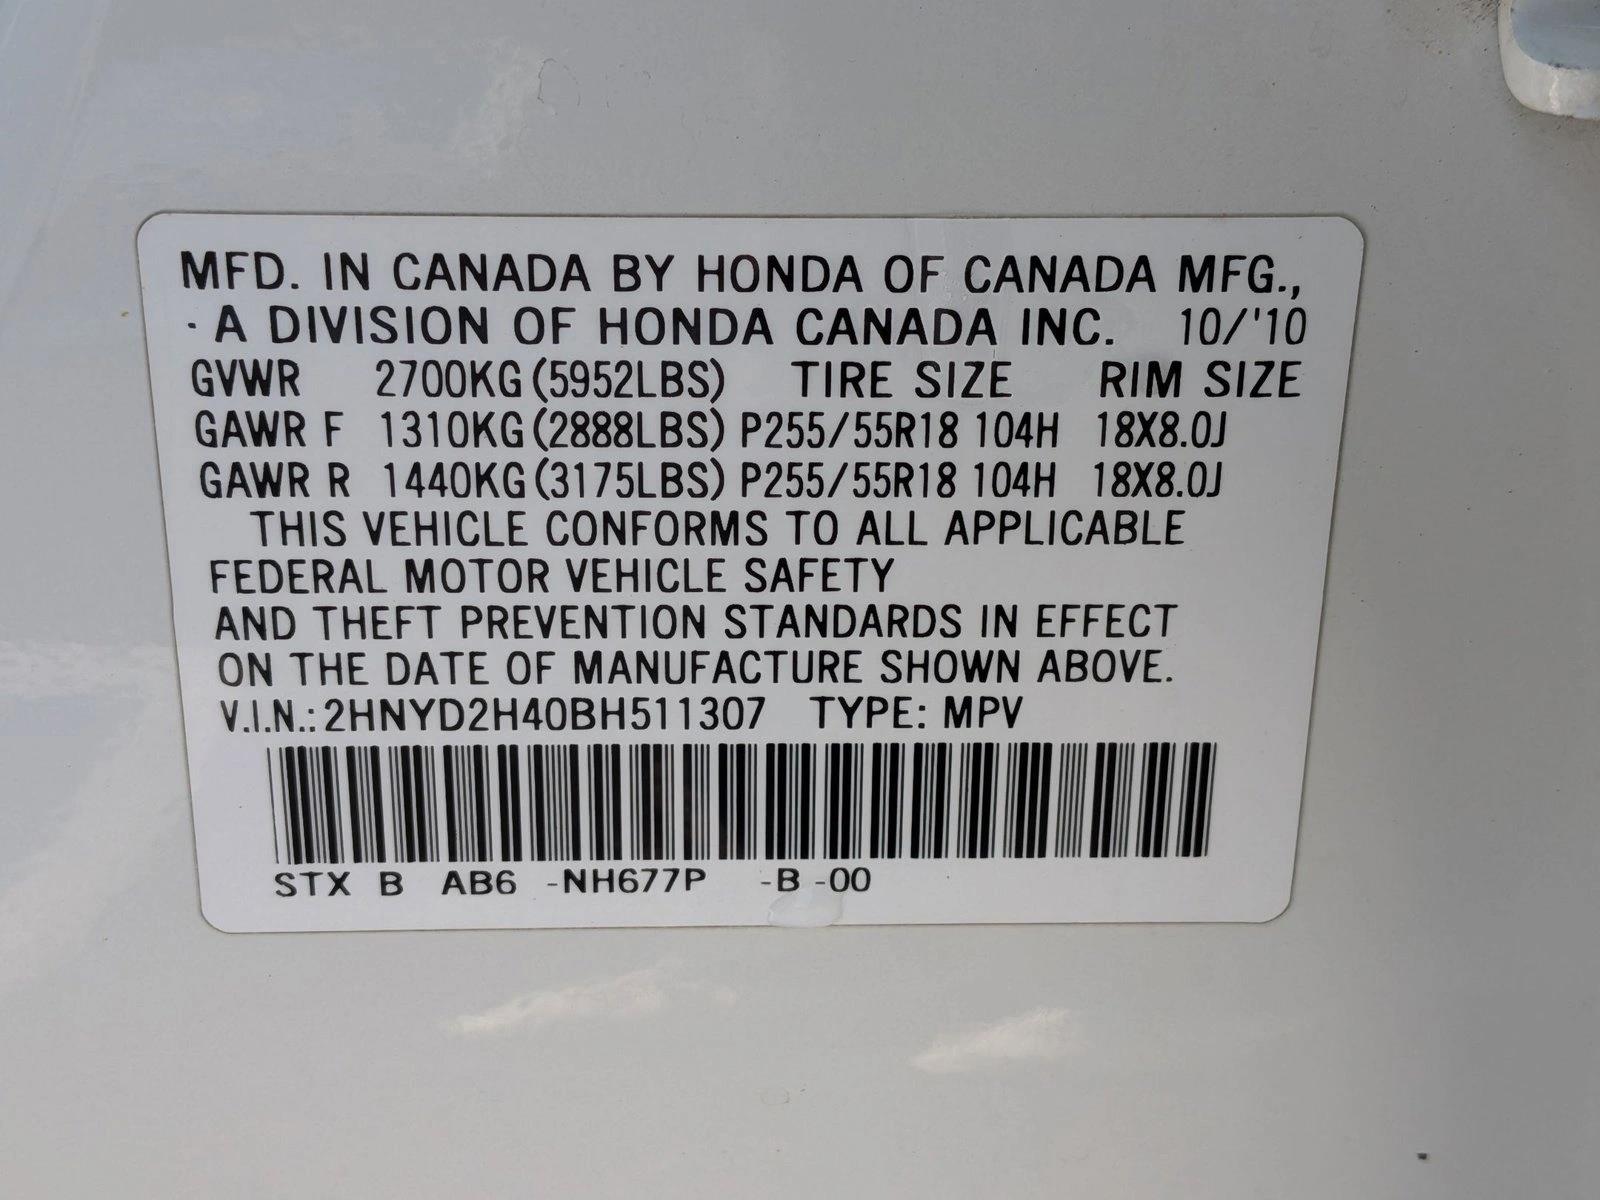 MFD. IN CANADA BY HONDA OF CANADA MFG.,
· A DIVISION OF HONDA CANADA INC. 10/'10
GVWR 2700KG(5952LBS) TIRE SIZE RIM SIZE
GAWR F 1310KG(2888LBS) P255/55R18 104H 18X8.0J
GAWR R 1440KG(3175LBS) P255/55R18 104H 18X8.0J
THIS VEHICLE CONFORMS TO ALL APPLICABLE
FEDERAL MOTOR VEHICLE SAFETY
AND THEFT PREVENTION STANDARDS IN EFFECT
ON THE DATE OF MANUFACTURE SHOWN ABOVE.
V.I.N.: 2HNYD2H40BH511307 TYPE: MPV
STX B AB6 -NH677P -B -00